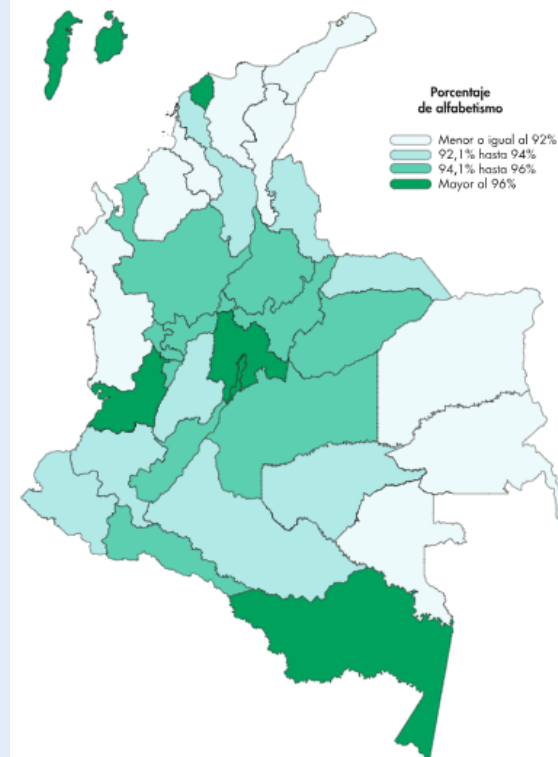 Porcentaje
de alfabetismo
Menor o igual al 92%
92,1% hasta 94%
94,1% hasta 96%
Mayor al 96%